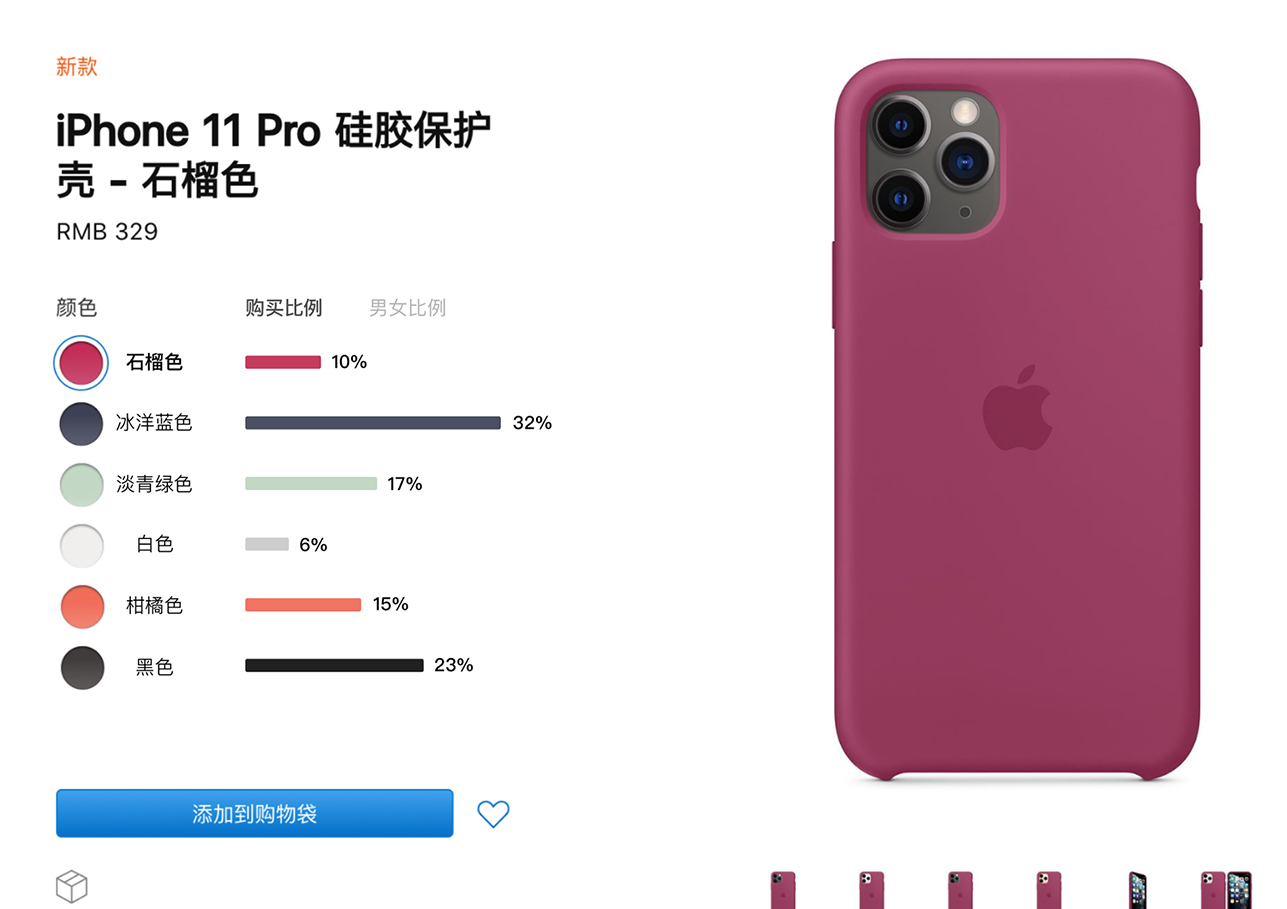 新款
iPhone 11 Pro 硅胶保护
壳 - 石榴色
RMB 329
颜色 购买比例 男女比例
石榴色 10%
冰洋蓝色 32%
淡青绿色 17%
白色 6%
柑橘色 15%
黑色 23%
添加到购物袋